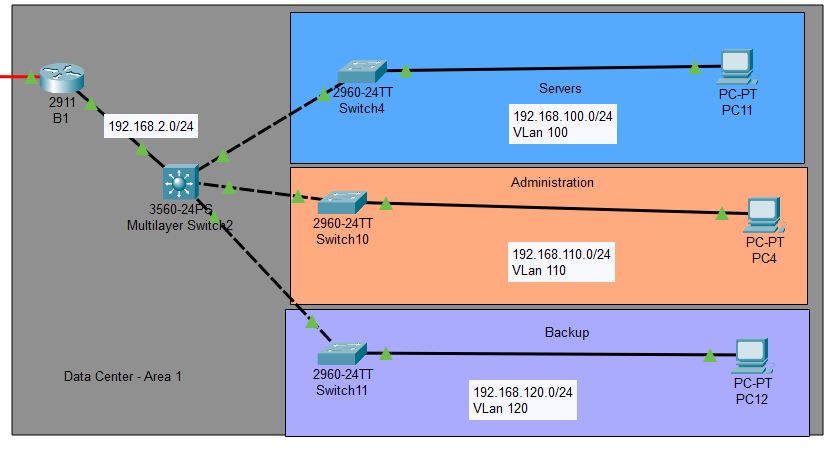 2911
B1
192.168.2.0/24
3560-24PS
Multilayer Switch2
2960-24TT
Switch4
Servers
192.168.100.0/24
VLan 100
PC-PT
PC11
Administration
2960-24TT
Switch10
192.168.110.0/24
VLan 110
PC-PT
PC4
Backup
2960-24TT
Switch11
192.168.120.0/24
VLan 120
PC-PT
PC12
Data Center - Area 1